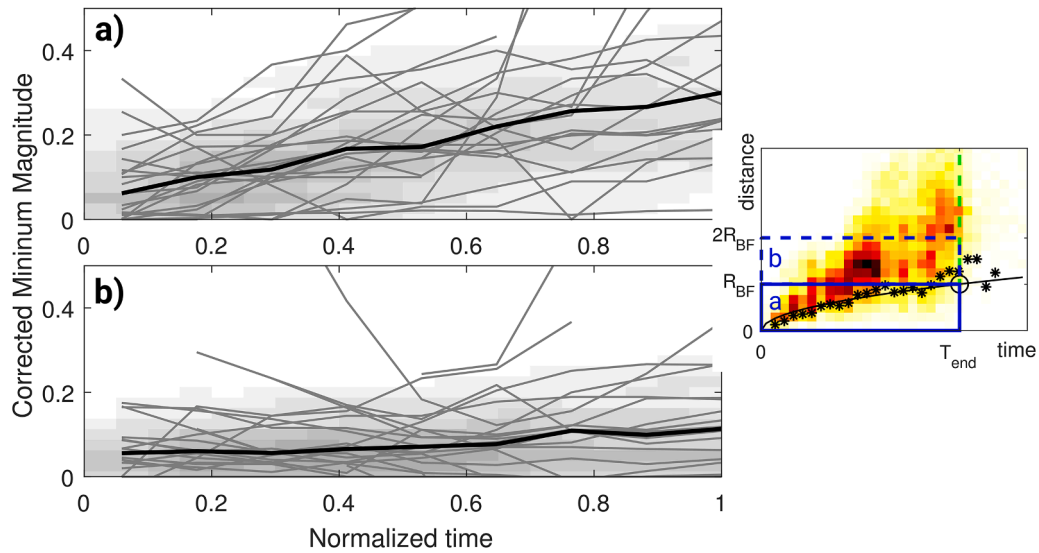 a)
0.4
0.2
0
0 0.2 0.4 0.6 0.8
b)
0.4
0.2
0
0 0.2 0.4 0.6 0.8 1
Corrected Mininum Magnitude
Normalized time
distance
2R_BF
b
R_BF
a
0
0 T_end time